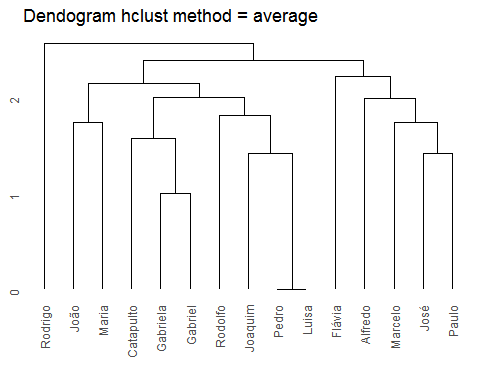 Dendogram hclust method = average
2
1
0
Rodrigo
João
Maria
Catapulto
Gabriela
Gabriel
Rodolfo
Joaquim
Pedro
Luisa
Flávia
Alfredo
Marcelo
José
Paulo